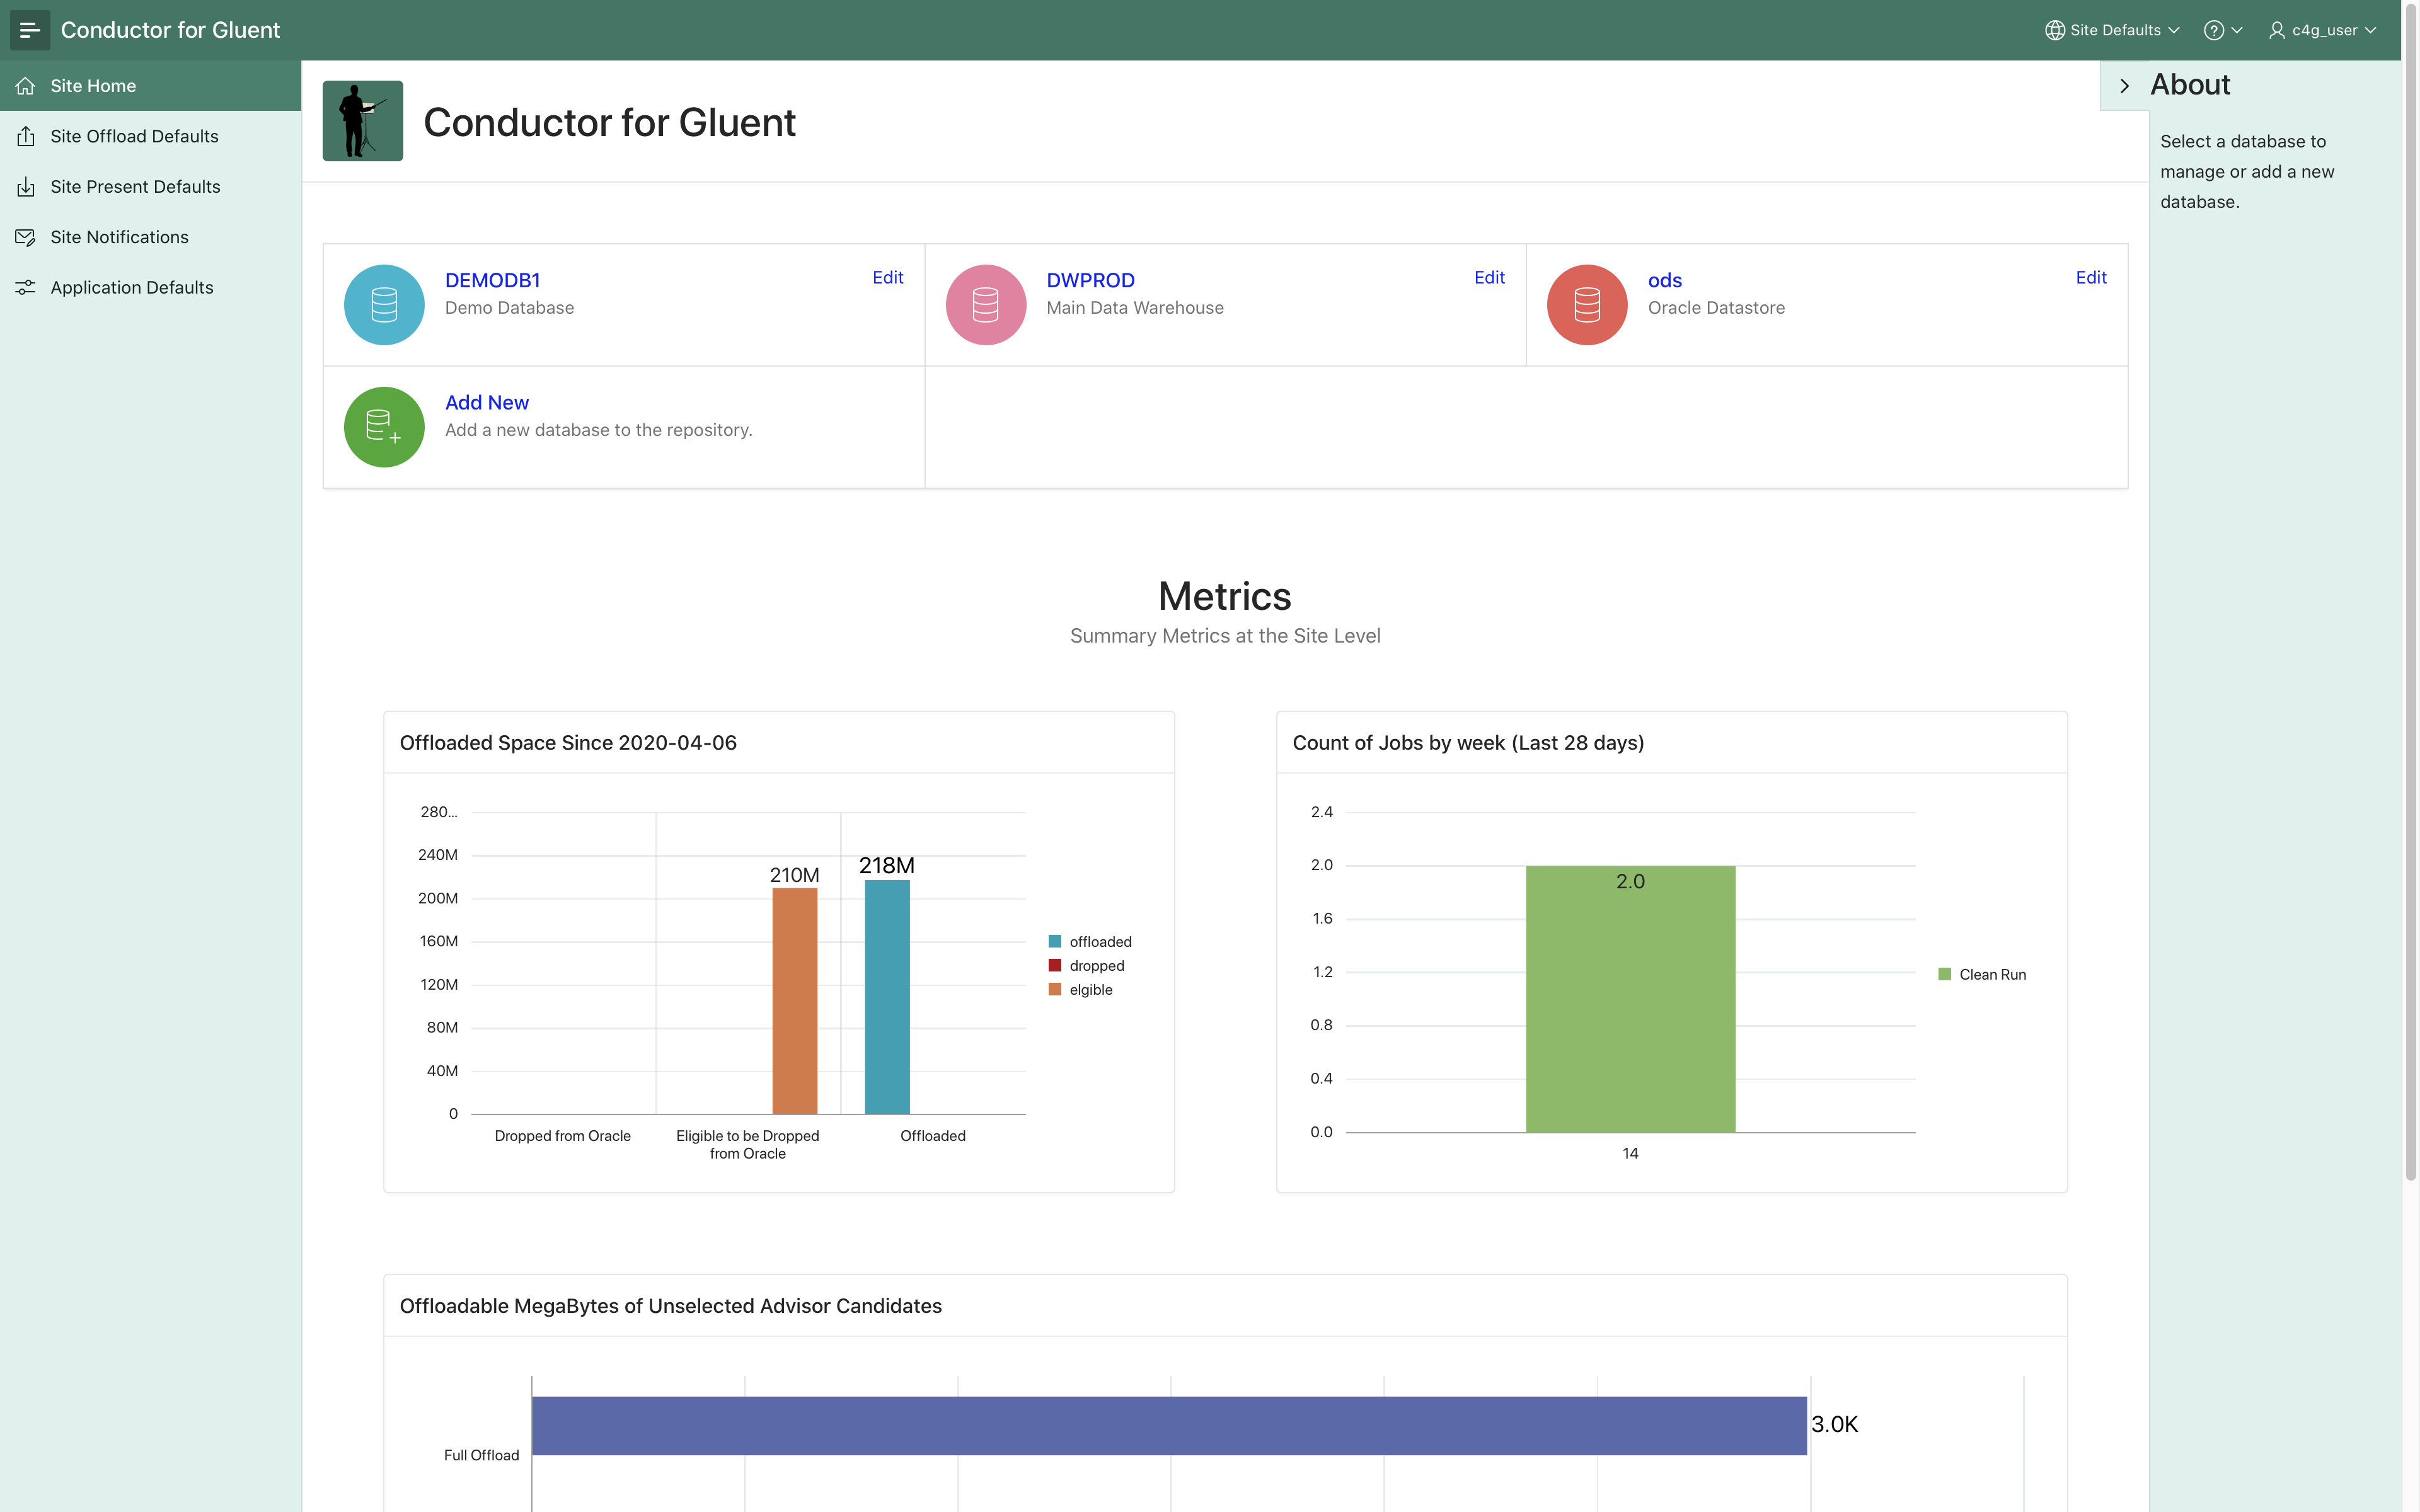 Conductor for Gluent
Site Defaults
?
c4g_user
Site Home
Site Offload Defaults
Site Present Defaults
Site Notifications
Application Defaults
Conductor for Gluent
About
Select a database to
manage or add a new
database.
DEMODB1
Edit
Demo Database
DWPROD
Edit
Main Data Warehouse
ods
Edit
Oracle Datastore
Add New
Add a new database to the repository.
Metrics
Summary Metrics at the Site Level
Offloaded Space Since 2020-04-06
280...
240M
200M
160M
120M
80M
40M
0
210M
218M
Dropped from Oracle
Eligible to be Dropped
from Oracle
Offloaded
offloaded
dropped
elgible
Count of Jobs by week (Last 28 days)
2.4
2.0
1.6
1.2
0.8
0.4
0.0
2.0
14
Clean Run
Offloadable MegaBytes of Unselected Advisor Candidates
3.0K
Full Offload